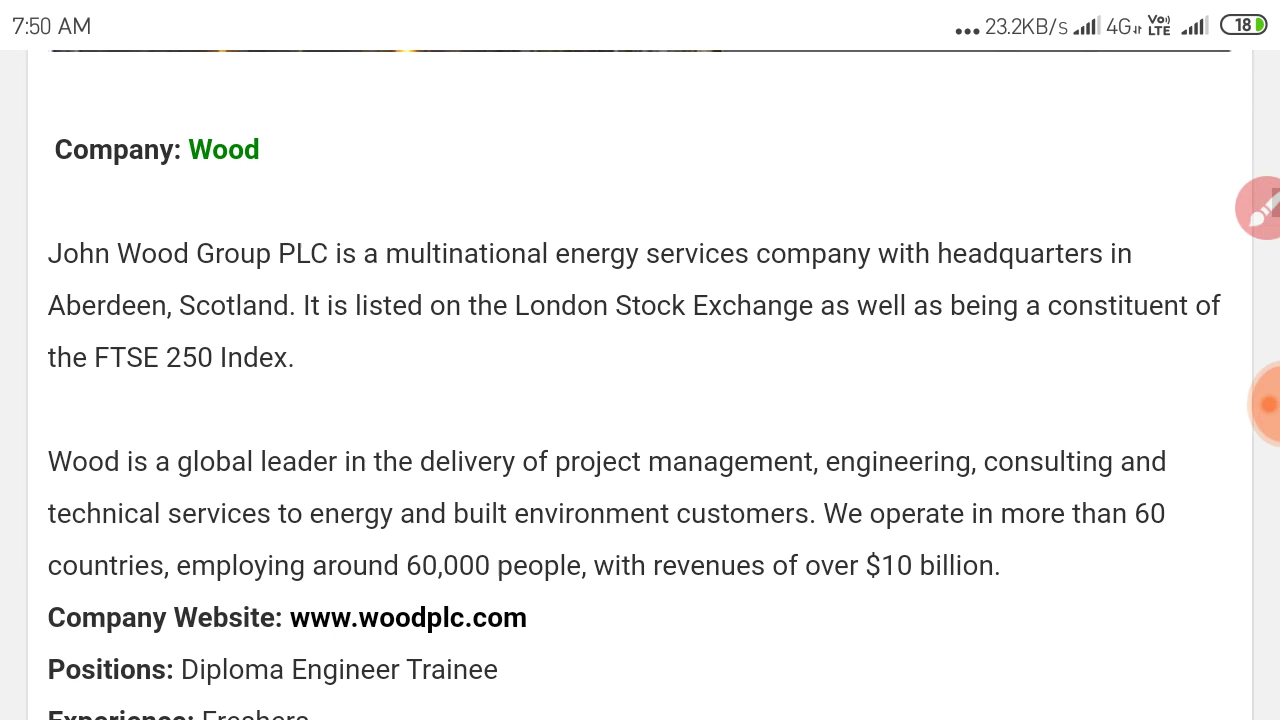 7:50 AM
... 23.2KB/s 4G VoLTE 18
Company: Wood
John Wood Group PLC is a multinational energy services company with headquarters in
Aberdeen, Scotland. It is listed on the London Stock Exchange as well as being a constituent of
the FTSE 250 Index.
Wood is a global leader in the delivery of project management, engineering, consulting and
technical services to energy and built environment customers. We operate in more than 60
countries, employing around 60,000 people, with revenues of over $10 billion.
Company Website: www.woodplc.com
Positions: Diploma Engineer Trainee
Experience: Freshers